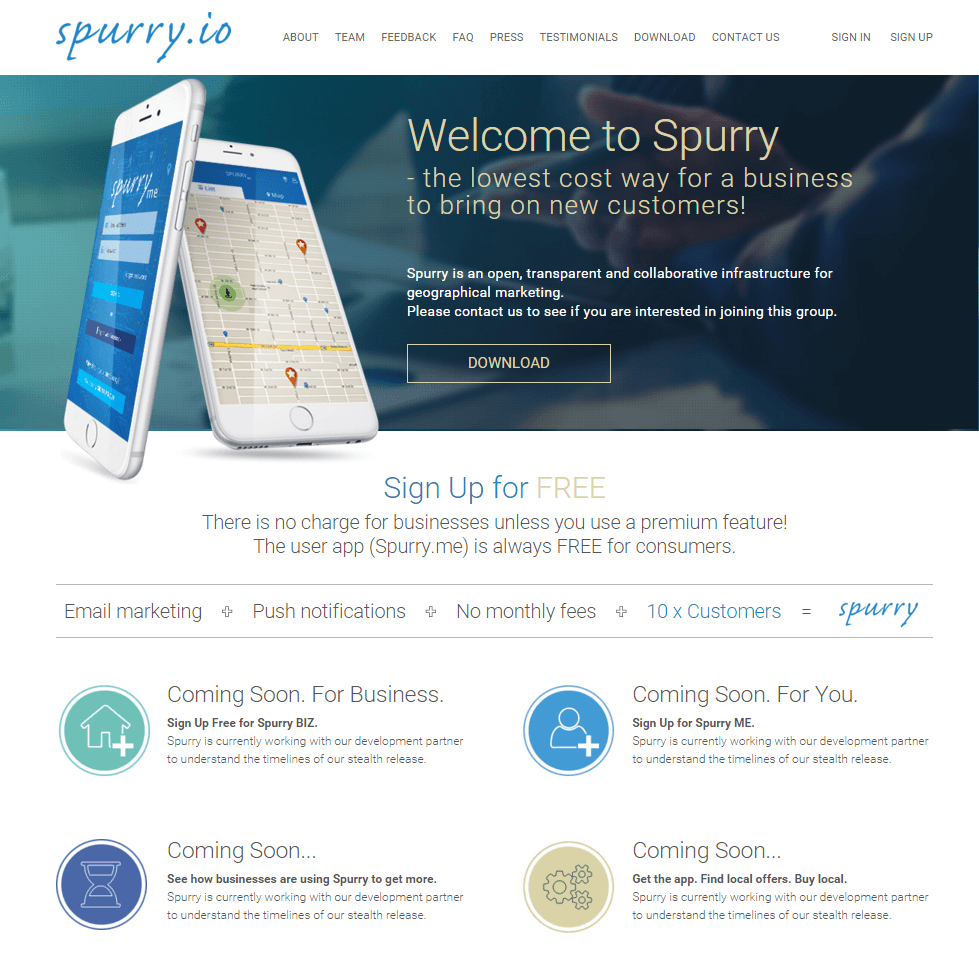 spurry.io
ABOUT TEAM FEEDBACK FAQ PRESS TESTIMONIALS DOWNLOAD CONTACT US SIGN IN SIGN UP
spurry me
SPURRY
List
Map
Welcome to Spurry
- the lowest cost way for a business
to bring on new customers!
Spurry is an open, transparent and collaborative infrastructure for
geographical marketing.
Please contact us to see if you are interested in joining this group.
DOWNLOAD
Sign Up for FREE
There is no charge for businesses unless you use a premium feature!
The user app (Spurry.me) is always FREE for consumers.
Email marketing + Push notifications + No monthly fees + 10 x Customers = spurry
Coming Soon. For Business.
Sign Up Free for Spurry BIZ.
Spurry is currently working with our development partner
to understand the timelines of our stealth release.
Coming Soon. For You.
Sign Up for Spurry ME.
Spurry is currently working with our development partner
to understand the timelines of our stealth release.
Coming Soon...
See how businesses are using Spurry to get more.
Spurry is currently working with our development partner
to understand the timelines of our stealth release.
Coming Soon...
Get the app. Find local offers. Buy local.
Spurry is currently working with our development partner
to understand the timelines of our stealth release.